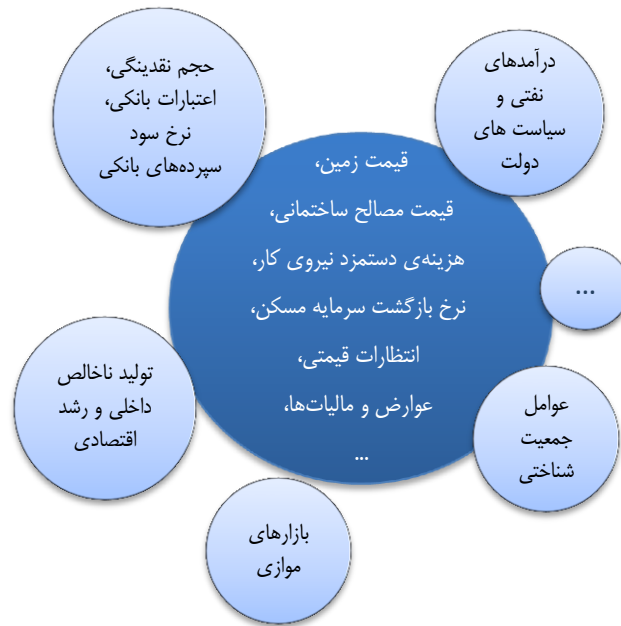 درآمدهای
نفتی و
سیاست های
دولت
حجم نقدینگی،
اعتبارات بانکی،
نرخ سود
سپرده‌های بانکی
قیمت زمین،
قیمت مصالح ساختمانی،
هزینه‌ی دستمزد نیروی کار،
نرخ بازگشت سرمایه مسکن،
انتظارات قیمتی،
عوارض و مالیات‌ها،
...
...
عوامل
جمعیت
شناختی
تولید ناخالص
داخلی و رشد
اقتصادی
بازارهای
موازی